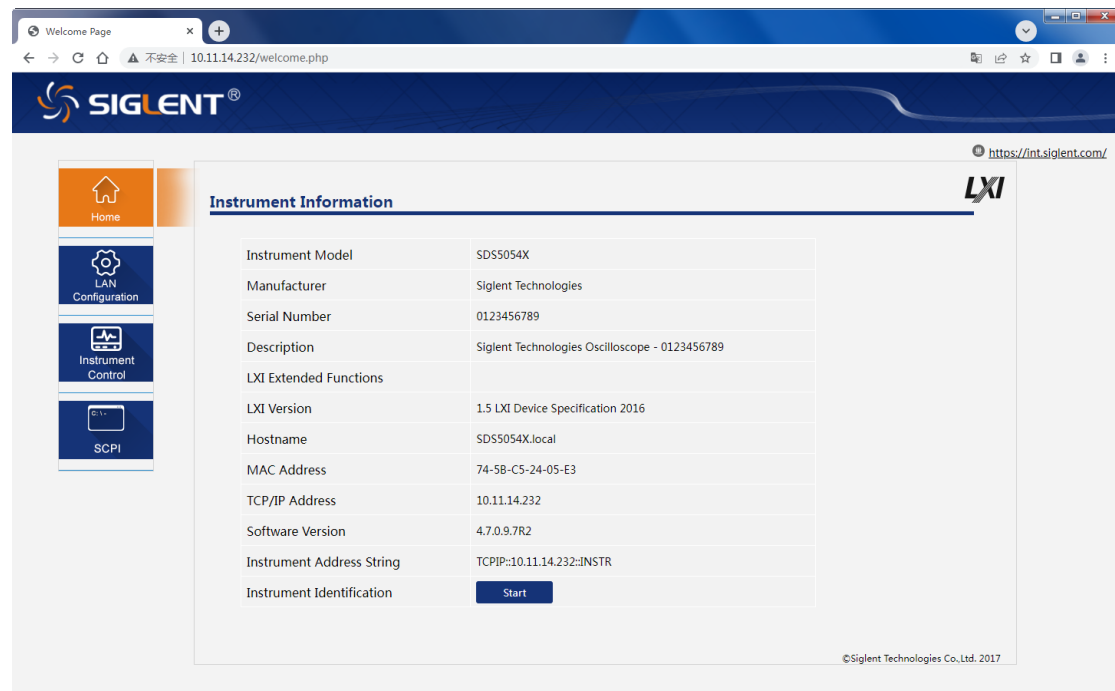 Welcome Page
不安全
10.11.14.232/welcome.php
SIGLENT®
https://int.siglent.com/
LXI
Home
LAN
Configuration
Instrument
Control
C:\-
SCPI
Instrument Information
Instrument Model SDS5054X
Manufacturer Siglent Technologies
Serial Number 0123456789
Description Siglent Technologies Oscilloscope - 0123456789
LXI Extended Functions
LXI Version 1.5 LXI Device Specification 2016
Hostname SDS5054X.local
MAC Address 74-5B-C5-24-05-E3
TCP/IP Address 10.11.14.232
Software Version 4.7.0.9.7R2
Instrument Address String TCPIP::10.11.14.232::INSTR
Instrument Identification Start
©Siglent Technologies Co.,Ltd. 2017